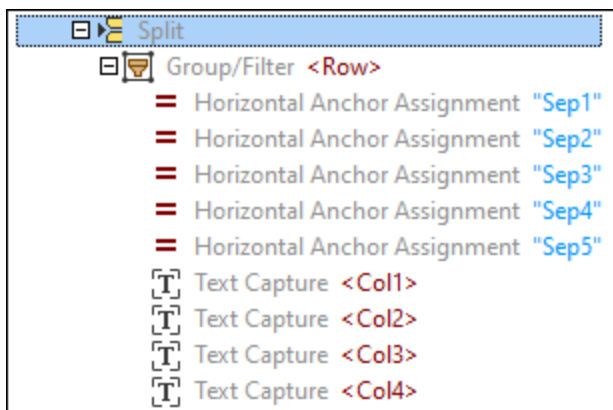 Split
Group/Filter <Row>
Horizontal Anchor Assignment "Sep1"
Horizontal Anchor Assignment "Sep2"
Horizontal Anchor Assignment "Sep3"
Horizontal Anchor Assignment "Sep4"
Horizontal Anchor Assignment "Sep5"
Text Capture <Col1>
Text Capture <Col2>
Text Capture <Col3>
Text Capture <Col4>